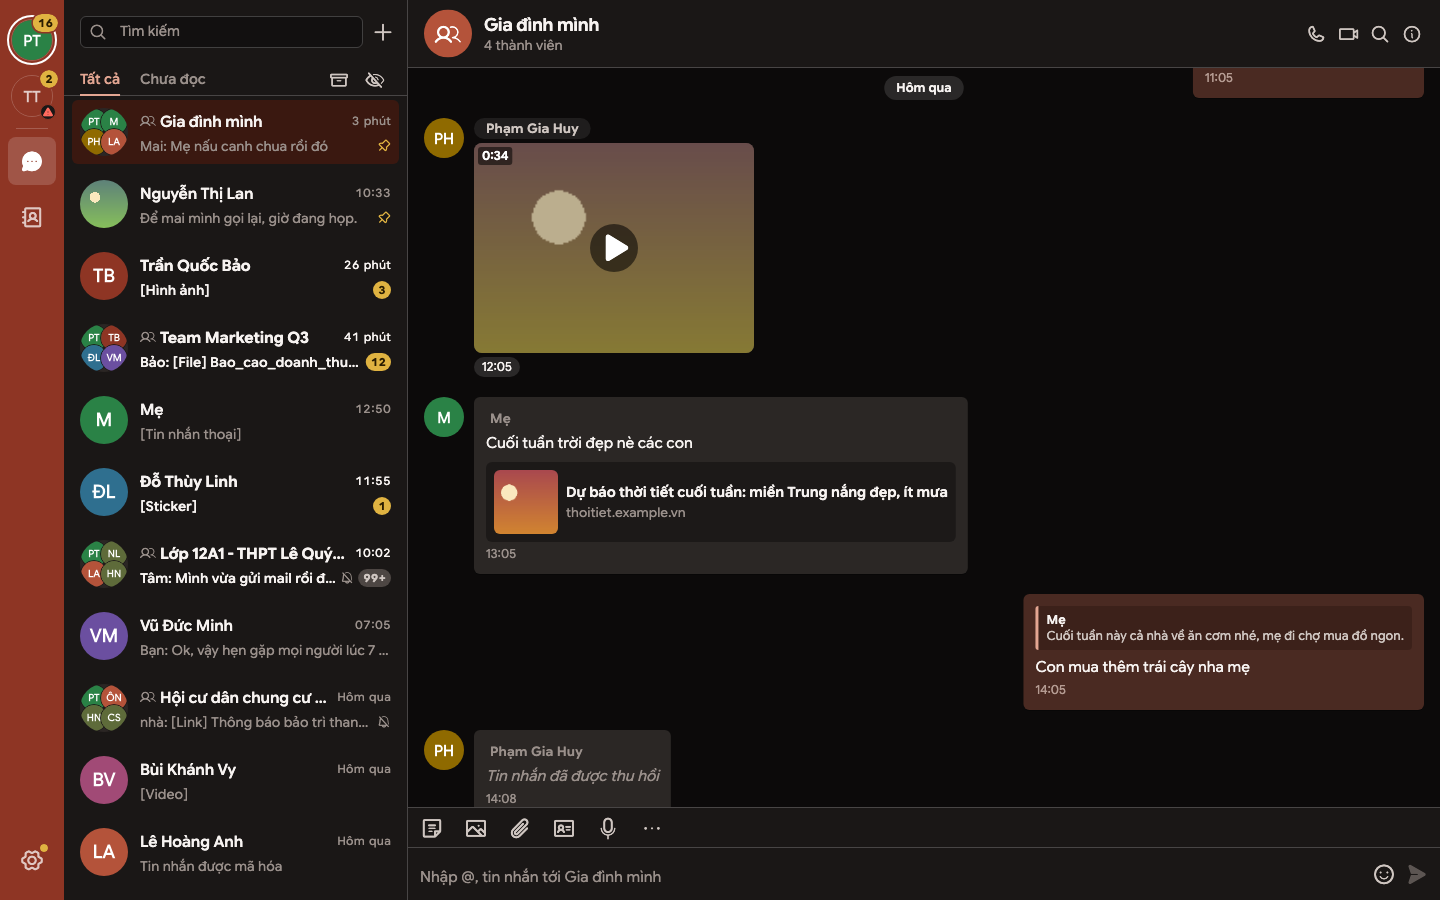 PT
16
TT
2
Tìm kiếm
Tất cả
Chưa đọc
PT
M
PH
LA
Gia đình mình
3 phút
Mai: Mẹ nấu canh chua rồi đó
Nguyễn Thị Lan
10:33
Để mai mình gọi lại, giờ đang họp.
TB
Trần Quốc Bảo
26 phút
[Hình ảnh]
3
PT
TB
ĐL
VM
Team Marketing Q3
41 phút
Bảo: [File] Bao_cao_doanh_thu...
12
M
Mẹ
12:50
[Tin nhắn thoại]
ĐL
Đỗ Thùy Linh
11:55
[Sticker]
1
PT
NL
LA
HN
Lớp 12A1 - THPT Lê Quý...
10:02
Tâm: Mình vừa gửi mail rồi đ...
99+
VM
Vũ Đức Minh
07:05
Bạn: Ok, vậy hẹn gặp mọi người lúc 7 ...
PT
ÔN
HN
CS
Hội cư dân chung cư ...
Hôm qua
nhà: [Link] Thông báo bảo trì than...
BV
Bùi Khánh Vy
Hôm qua
[Video]
LA
Lê Hoàng Anh
Hôm qua
Tin nhắn được mã hóa
Gia đình mình
4 thành viên
11:05
Hôm qua
PH
Phạm Gia Huy
0:34
12:05
M
Mẹ
Cuối tuần trời đẹp nè các con
Dự báo thời tiết cuối tuần: miền Trung nắng đẹp, ít mưa
thoitiet.example.vn
13:05
Mẹ
Cuối tuần này cả nhà về ăn cơm nhé, mẹ đi chợ mua đồ ngon.
Con mua thêm trái cây nha mẹ
14:05
PH
Phạm Gia Huy
Tin nhắn đã được thu hồi
14:08
Nhập @, tin nhắn tới Gia đình mình